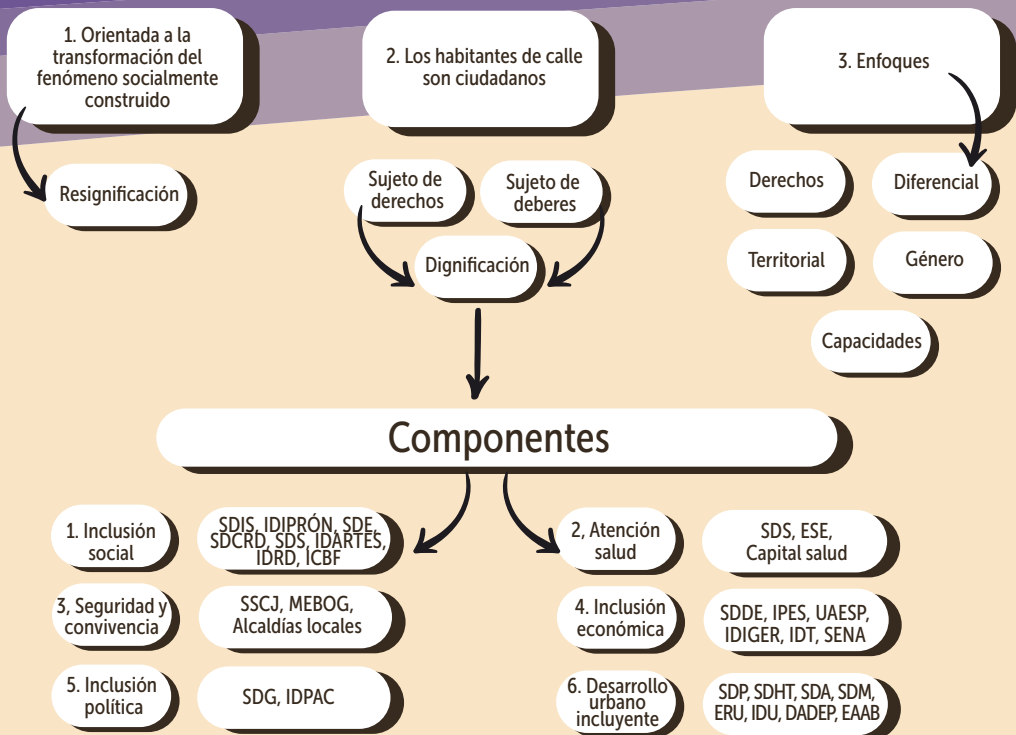 1. Orientada a la
transformación del
fenómeno socialmente
construido
2. Los habitantes de calle
son ciudadanos
3. Enfoques
Resignificación
Sujeto de
derechos
Sujeto de
deberes
Dignificación
Derechos
Diferencial
Territorial
Género
Capacidades
Componentes
1. Inclusión
social
SDIS, IDIPRÓN, SDE,
SDCRD, SDS, IDARTES,
IDRD, ICBF
2, Atención
salud
SDS, ESE,
Capital salud
3, Seguridad y
convivencia
SSCJ, MEBOG,
Alcaldías locales
4. Inclusión
económica
SDDE, IPES, UAESP,
IDIGER, IDT, SENA
5. Inclusión
política
SDG, IDPAC
6. Desarrollo
urbano
incluyente
SDP, SDHT, SDA, SDM,
ERU, IDU, DADEP, EAAB